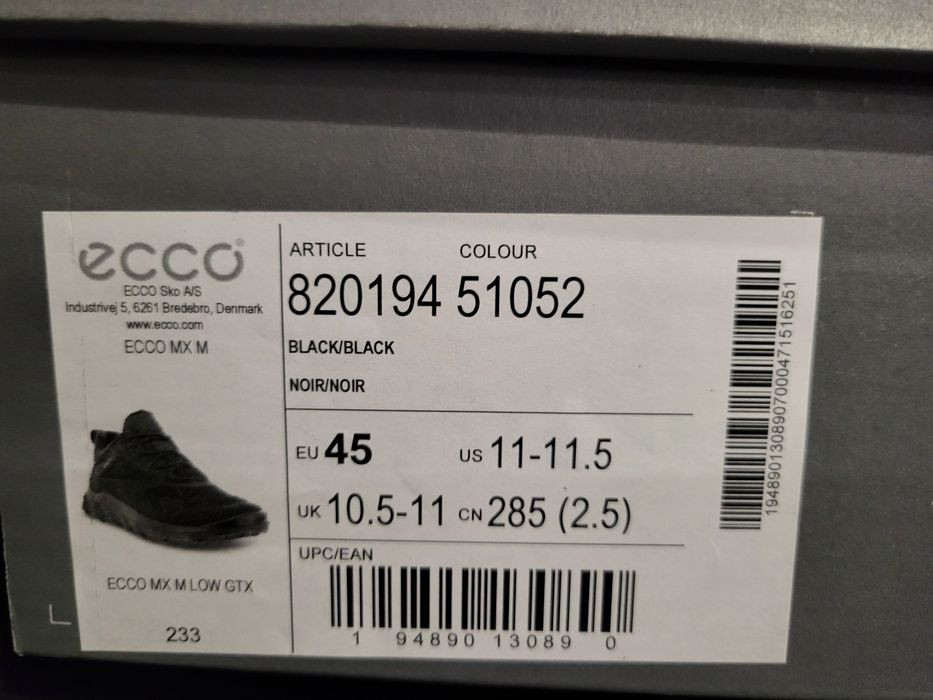 ecco®
ECCO Sko A/S
Industrivej 5, 6261 Bredebro, Denmark
www.ecco.com
ECCO MX M
ECCO MX M LOW GTX
233
ARTICLE COLOUR
820194 51052
BLACK/BLACK
NOIR/NOIR
EU 45 US 11-11.5
UK 10.5-11 CN 285 (2.5)
UPC/EAN
1 94890 13089 0
1948901308907000471516251